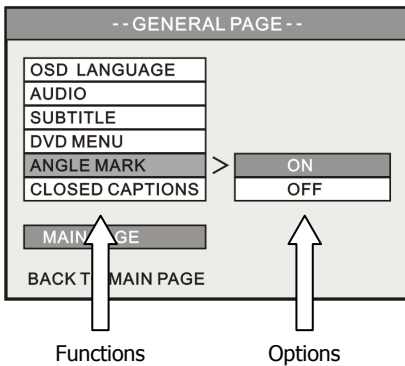 --GENERAL PAGE--
OSD LANGUAGE
AUDIO
SUBTITLE
DVD MENU
ANGLE MARK > ON
CLOSED CAPTIONS OFF
MAIN GE
BACK T MAIN PAGE
Functions Options